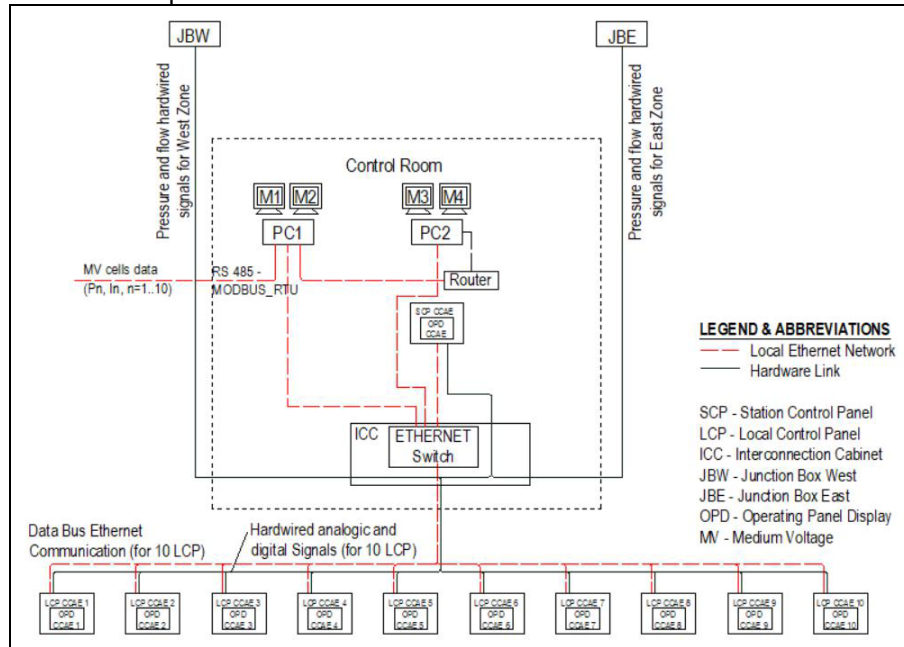 JBW
JBE
Pressure and flow hardwired
signals for West Zone
Pressure and flow hardwired
signals for East Zone
Control Room
M1 M2
M3 M4
PC1
PC2
MV cells data
(Pn, In, n=1..10)
RS 485 -
MODBUS_RTU
Router
SCP CCAE
OPD
CCAE
ICC
ETHERNET
Switch
LEGEND & ABBREVIATIONS
Local Ethernet Network
Hardware Link
SCP - Station Control Panel
LCP - Local Control Panel
ICC - Interconnection Cabinet
JBW - Junction Box West
JBE - Junction Box East
OPD - Operating Panel Display
MV - Medium Voltage
Data Bus Ethernet
Communication (for 10 LCP)
Hardwired analogic and
digital Signals (for 10 LCP)
LCP CCAE 1
OPD
CCAE 1
LCP CCAE 2
OPD
CCAE 2
LCP CCAE 3
OPD
CCAE 3
LCP CCAE 4
OPD
CCAE 4
LCP CCAE 5
OPD
CCAE 5
LCP CCAE 6
OPD
CCAE 6
LCP CCAE 7
OPD
CCAE 7
LCP CCAE 8
OPD
CCAE 8
LCP CCAE 9
OPD
CCAE 9
LCP CCAE 10
OPD
CCAE 10